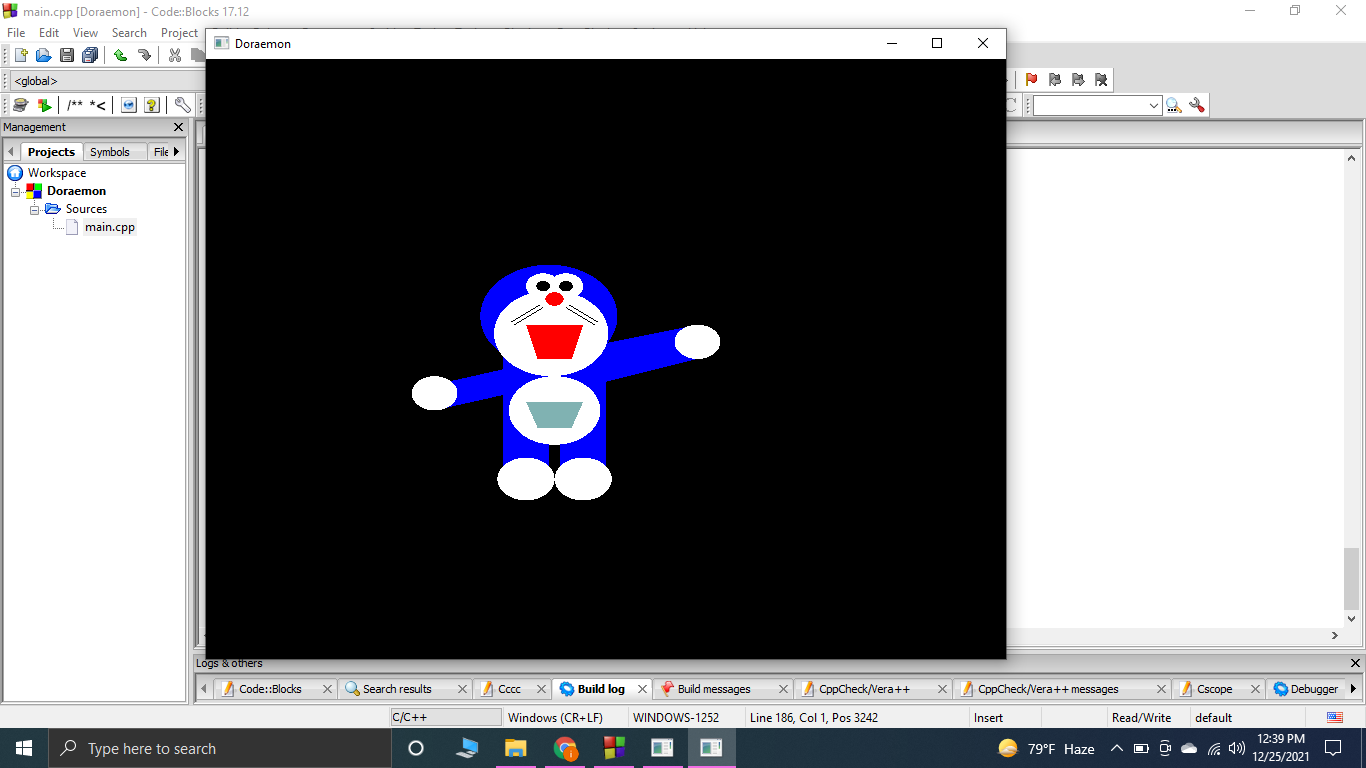 main.cpp [Doraemon] - Code::Blocks 17.12
File Edit View Search Project
Doraemon
<global>
/** *<
Management
Projects Symbols File
Workspace
Doraemon
Sources
main.cpp
Logs & others
Code::Blocks Search results Cccc Build log Build messages CppCheck/Vera++ CppCheck/Vera++ messages Cscope Debugger
C/C++ Windows (CR+LF) WINDOWS-1252 Line 186, Col 1, Pos 3242 Insert Read/Write default
Type here to search
79°F Haze
12:39 PM
12/25/2021